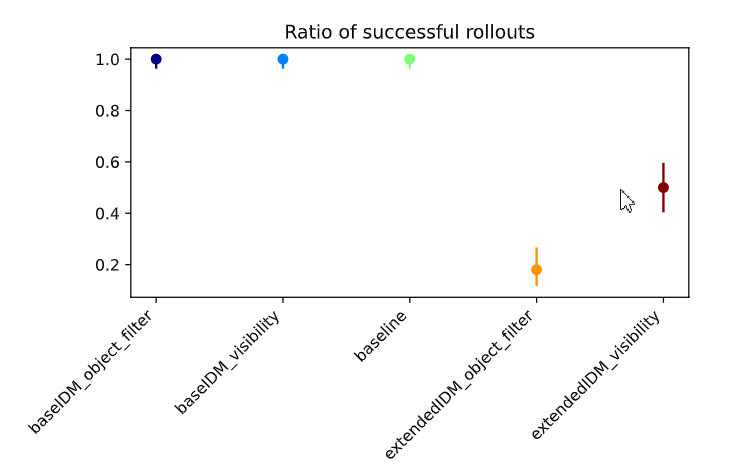 Ratio of successful rollouts
1.0
0.8
0.6
0.4
0.2
baseIDM_object_filter
baseIDM_visibility
baseline
extendedIDM_object_filter
extendedIDM_visibility